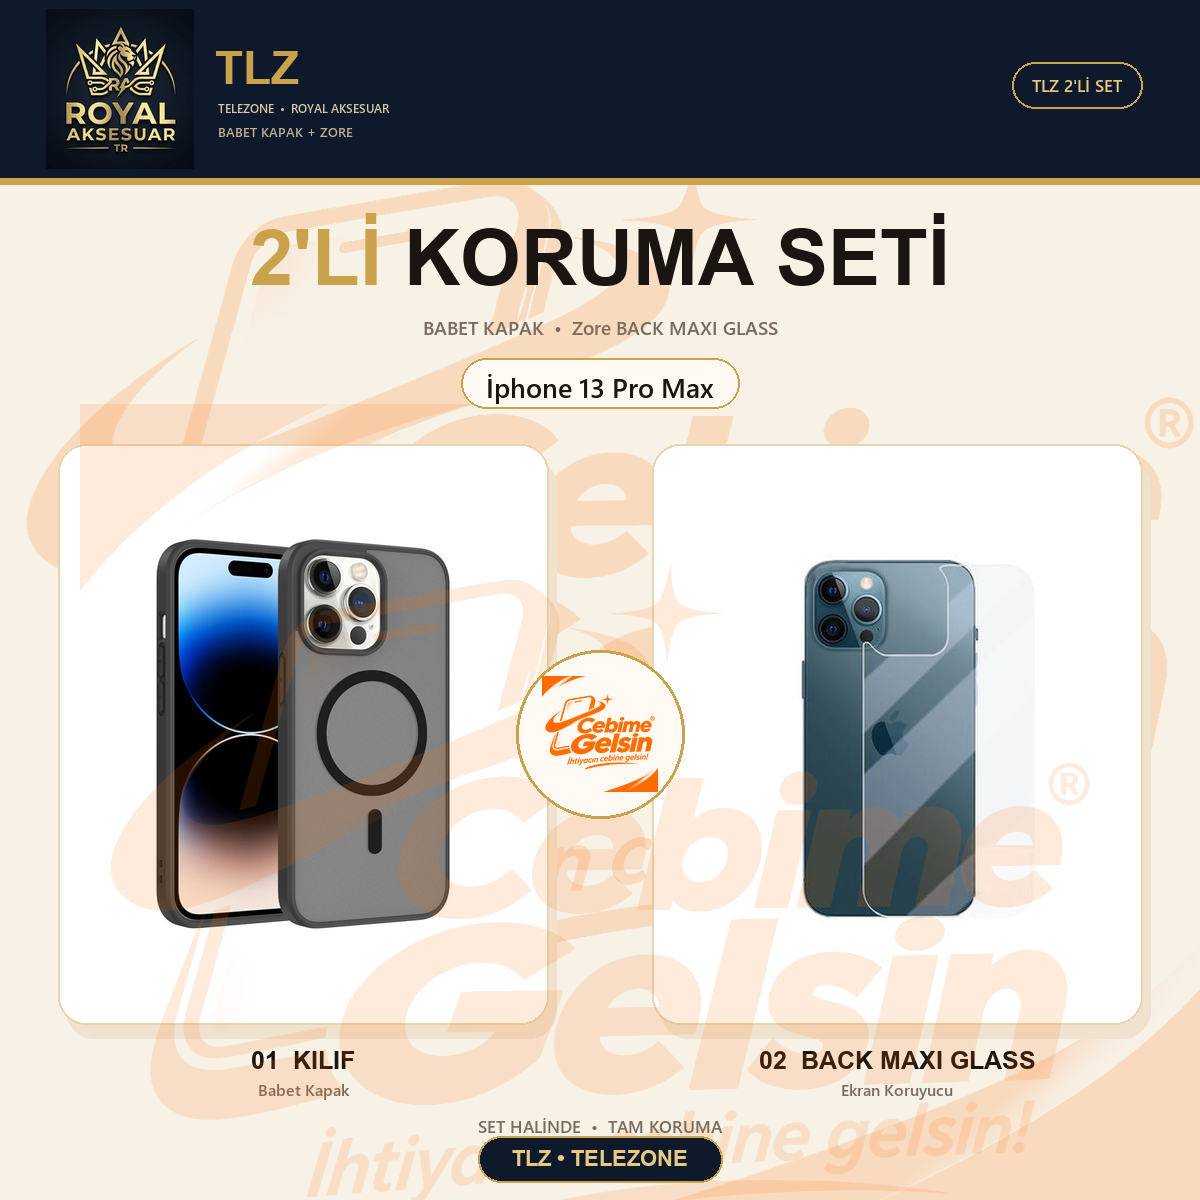 ROYAL
AKSESUAR
TR
TLZ
TELEZONE • ROYAL AKSESUAR
BABET KAPAK + ZORE
TLZ 2'Lİ SET
2'Lİ KORUMA SETİ
BABET KAPAK • Zore BACK MAXI GLASS
İphone 13 Pro Max
Cebime
Gelsin
İhtiyacın cebine gelsin!
Cebime
Gelsin
01 KILIF
Babet Kapak
02 BACK MAXI GLASS
Ekran Koruyucu
SET HALİNDE • TAM KORUMA
TLZ • TELEZONE